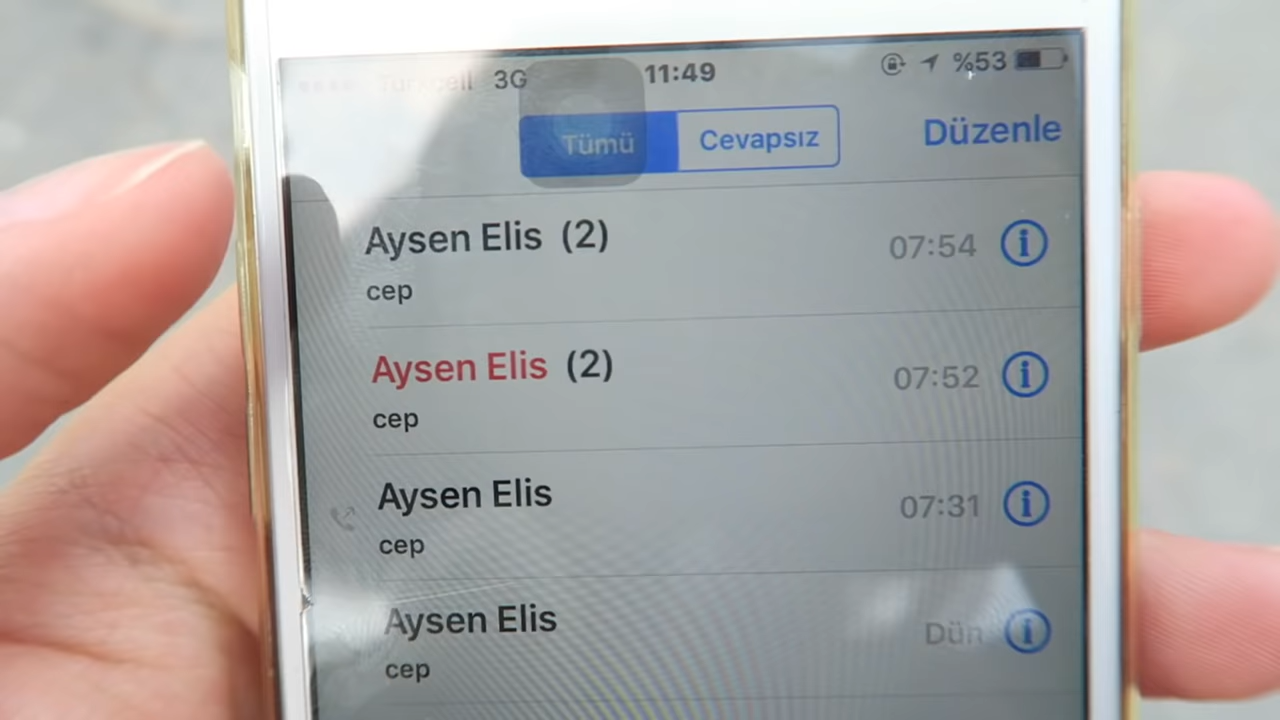 Turkcell 3G 11:49 %53
Tümü Cevapsız Düzenle
Aysen Elis (2) 07:54
cep
Aysen Elis (2) 07:52
cep
Aysen Elis 07:31
cep
Aysen Elis Dün
cep